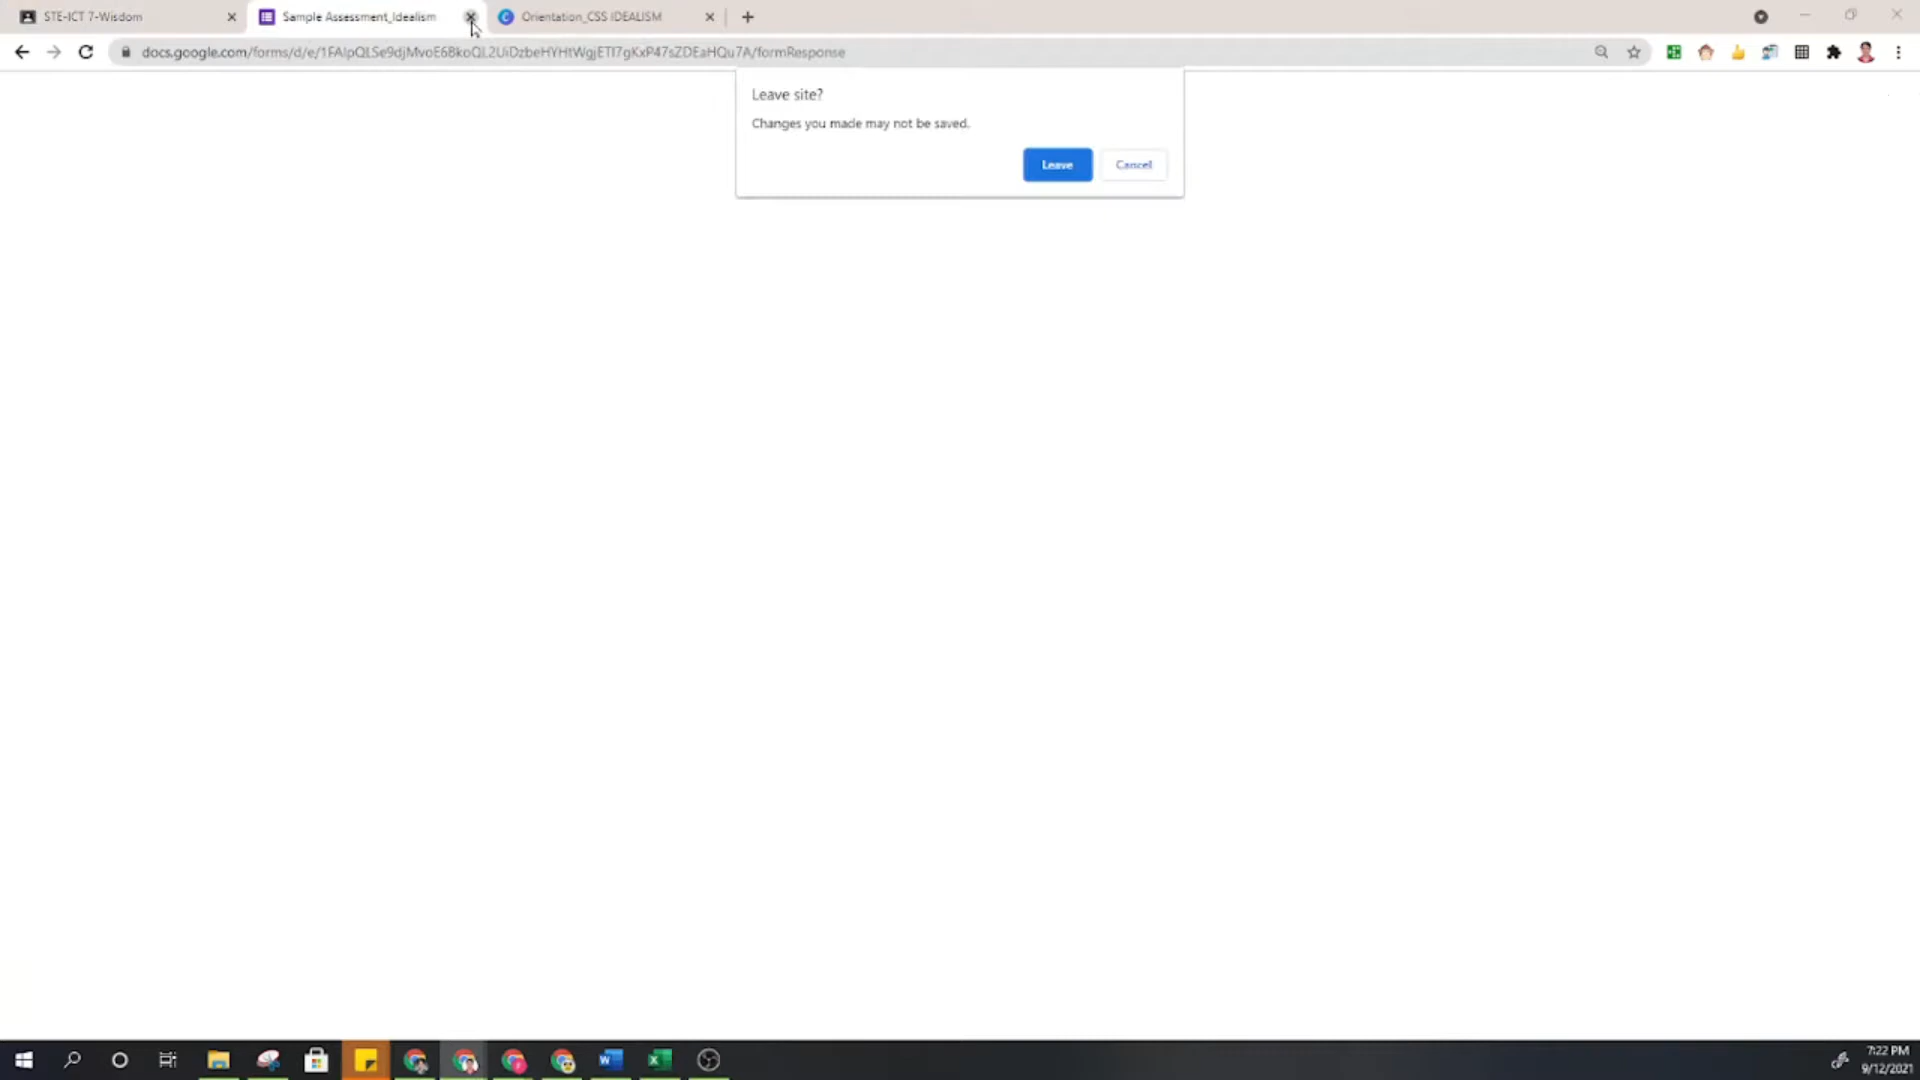 STE-ICT 7-Wisdom
Sample Assessment_Idealism
Orientation_CSS IDEALISM
docs.google.com/forms/d/e/1FAIpQLSe9djMvoE68koQL2UiDzbeHYHtWgjETl7gKxP47sZDEaHQu7A/formResponse
Leave site?
Changes you made may not be saved.
Leave
Cancel
7:22 PM
9/12/2021